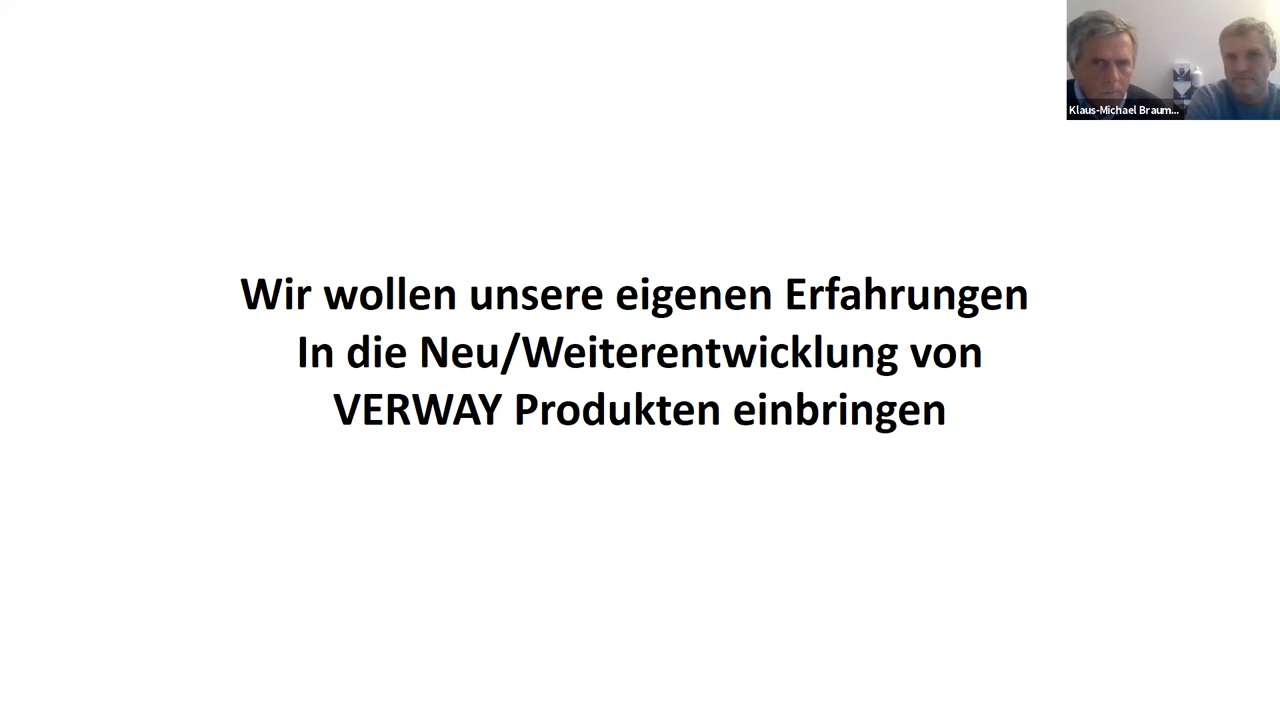 Klaus-Michael Braum...
Wir wollen unsere eigenen Erfahrungen
In die Neu/Weiterentwicklung von
VERWAY Produkten einbringen